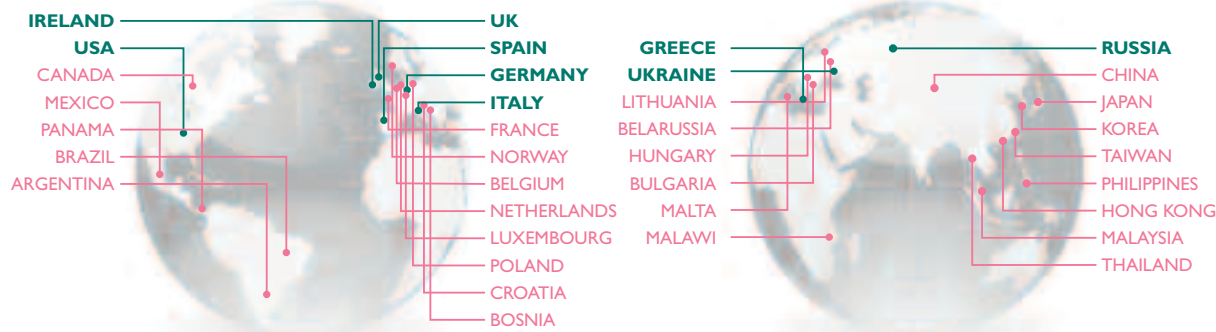 IRELAND
USA
CANADA
MEXICO
PANAMA
BRAZIL
ARGENTINA
UK
SPAIN
GERMANY
ITALY
FRANCE
NORWAY
BELGIUM
NETHERLANDS
LUXEMBOURG
POLAND
CROATIA
BOSNIA
GREECE
UKRAINE
LITHUANIA
BELARUSSIA
HUNGARY
BULGARIA
MALTA
MALAWI
RUSSIA
CHINA
JAPAN
KOREA
TAIWAN
PHILIPPINES
HONG KONG
MALAYSIA
THAILAND